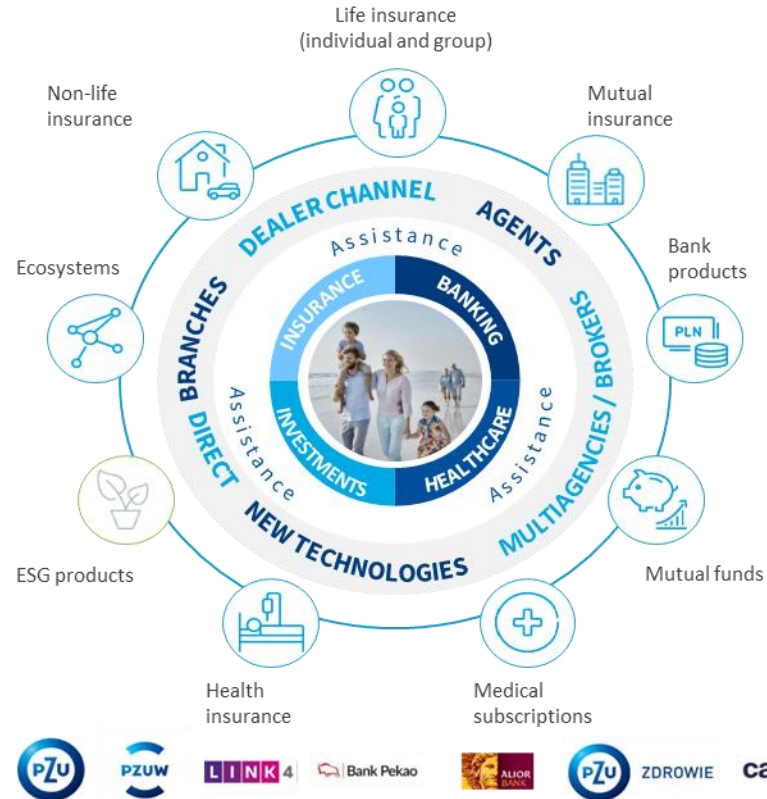 Life insurance
(individual and group)
Non-life
insurance
Mutual
insurance
DEALER CHANNEL
AGENTS
Assistance
Ecosystems
Bank
products
BRANCHES
INSURANCE
BANKING
PLN
MULTIAGENCIES / BROKERS
DIRECT
Assistance
INVESTMENTS
HEALTHCARE
Assistance
NEW TECHNOLOGIES
ESG products
Mutual funds
Health
insurance
Medical
subscriptions
PZU
PZUW
LINK4
Bank Pekao
ALIOR
BANK
PZU ZDROWIE